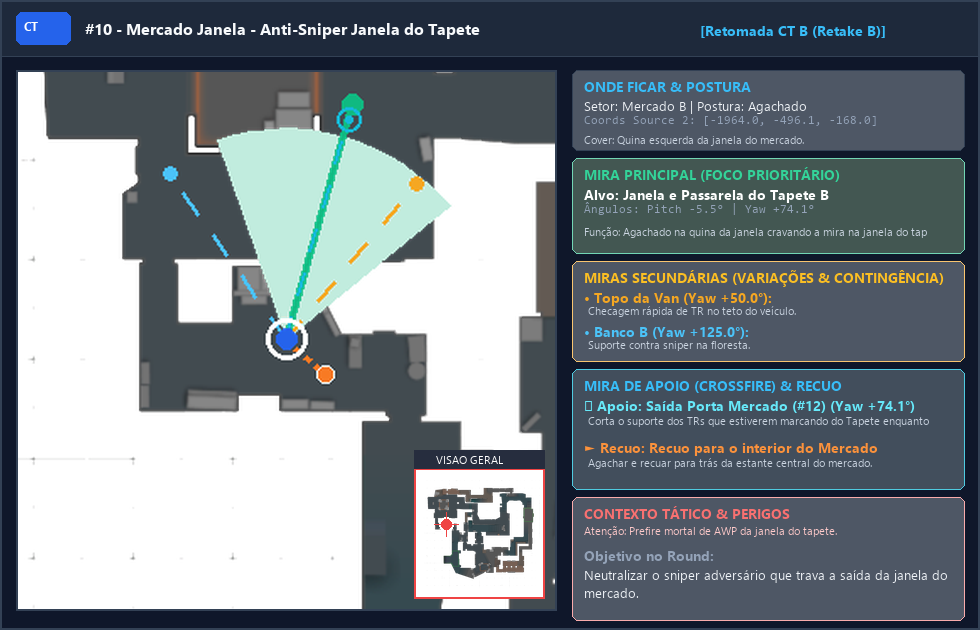 CT
#10 - Mercado Janela - Anti-Sniper Janela do Tapete
[Retomada CT B (Retake B)]
ONDE FICAR & POSTURA
Setor: Mercado B | Postura: Agachado
Coords Source 2: [-1964.0, -496.1, -168.0]
Cover: Quina esquerda da janela do mercado.
MIRA PRINCIPAL (FOCO PRIORITÁRIO)
Alvo: Janela e Passarela do Tapete B
Ângulos: Pitch -5.5° | Yaw +74.1°
Função: Agachado na quina da janela cravando a mira na janela do tap
MIRAS SECUNDÁRIAS (VARIAÇÕES & CONTINGÊNCIA)
• Topo da Van (Yaw +50.0°):
Checagem rápida de TR no teto do veículo.
• Banco B (Yaw +125.0°):
Suporte contra sniper na floresta.
MIRA DE APOIO (CROSSFIRE) & RECUO
Apoio: Saída Porta Mercado (#12) (Yaw +74.1°)
Corta o suporte dos TRs que estiverem marcando do Tapete enquanto
► Recuo: Recuo para o interior do Mercado
Agachar e recuar para trás da estante central do mercado.
VISAO GERAL
CONTEXTO TÁTICO & PERIGOS
Atenção: Prefire mortal de AWP da janela do tapete.
Objetivo no Round:
Neutralizar o sniper adversário que trava a saída da janela do
mercado.